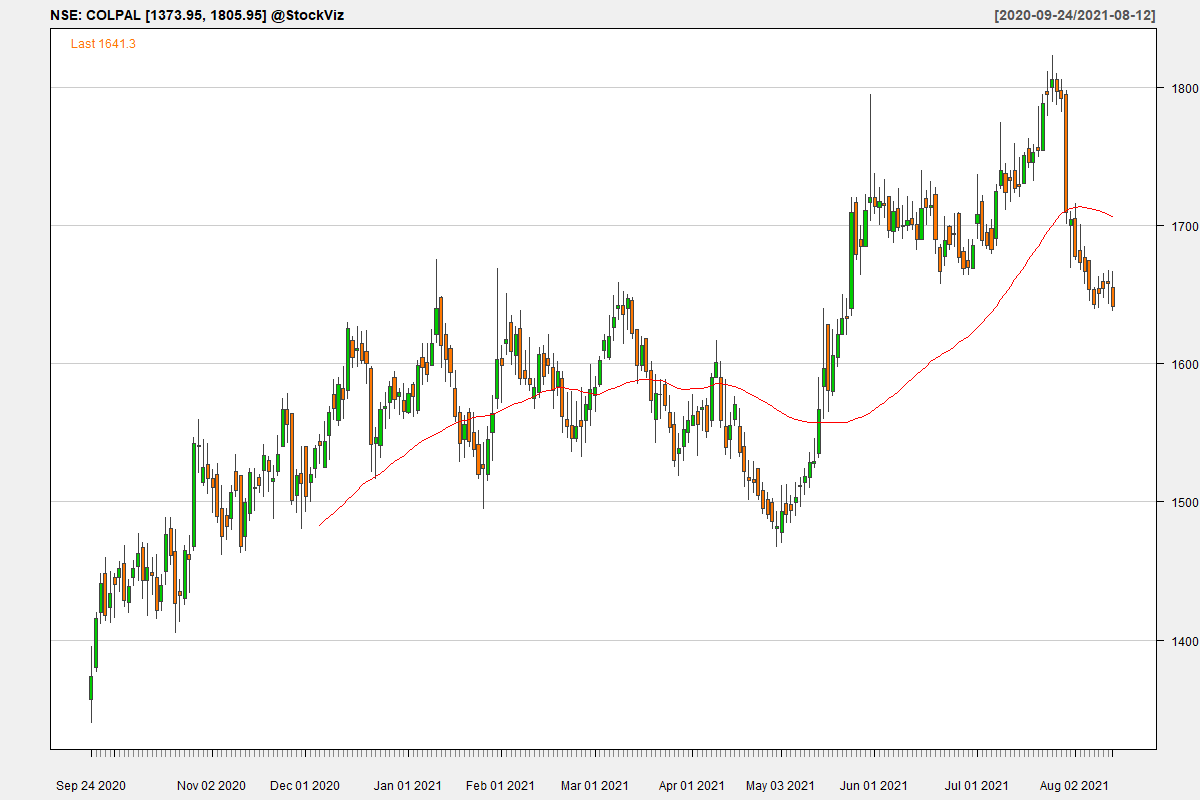 NSE: COLPAL [1373.95, 1805.95] @StockViz [2020-09-24/2021-08-12]
Last 1641.3
1800
1700
1600
1500
1400
Sep 24 2020 Nov 02 2020 Dec 01 2020 Jan 01 2021 Feb 01 2021 Mar 01 2021 Apr 01 2021 May 03 2021 Jun 01 2021 Jul 01 2021 Aug 02 2021